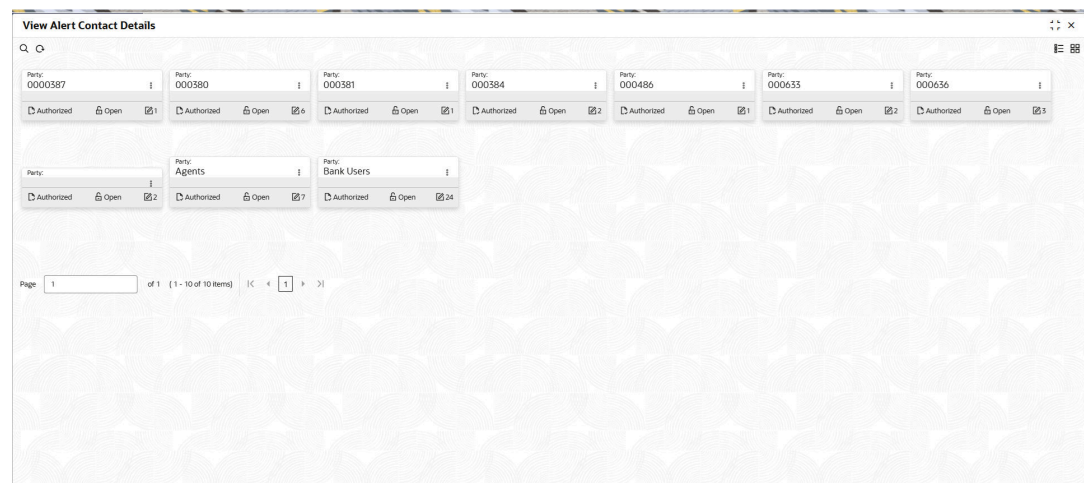 View Alert Contact Details
Party: Party: Party: Party: Party: Party: Party:
0000387 000380 000381 000384 000486 000633 000636
Authorized Open 1 Authorized Open 6 Authorized Open 1 Authorized Open 2 Authorized Open 1 Authorized Open 2 Authorized Open 3
Party: Party: Party:
Agents Bank Users
Authorized Open 2 Authorized Open 7 Authorized Open 24
Page 1 of 1 (1 - 10 of 10 items) 1